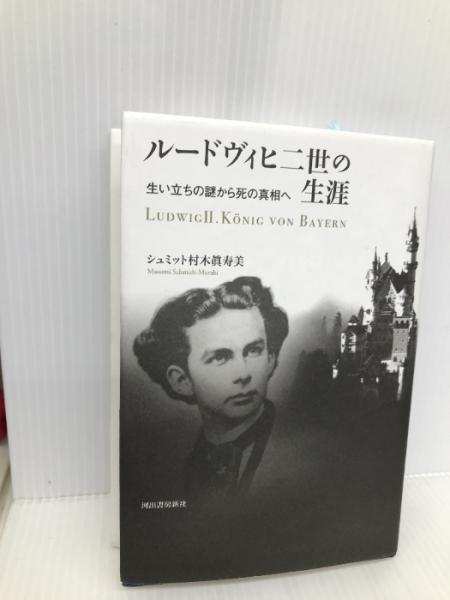 ルードヴィヒ二世の
生涯
生い立ちの謎から死の真相へ
LUDWIG II. KÖNIG VON BAYERN
シュミット村木眞寿美
Masumi Schmidt-Muraki
河出書房新社